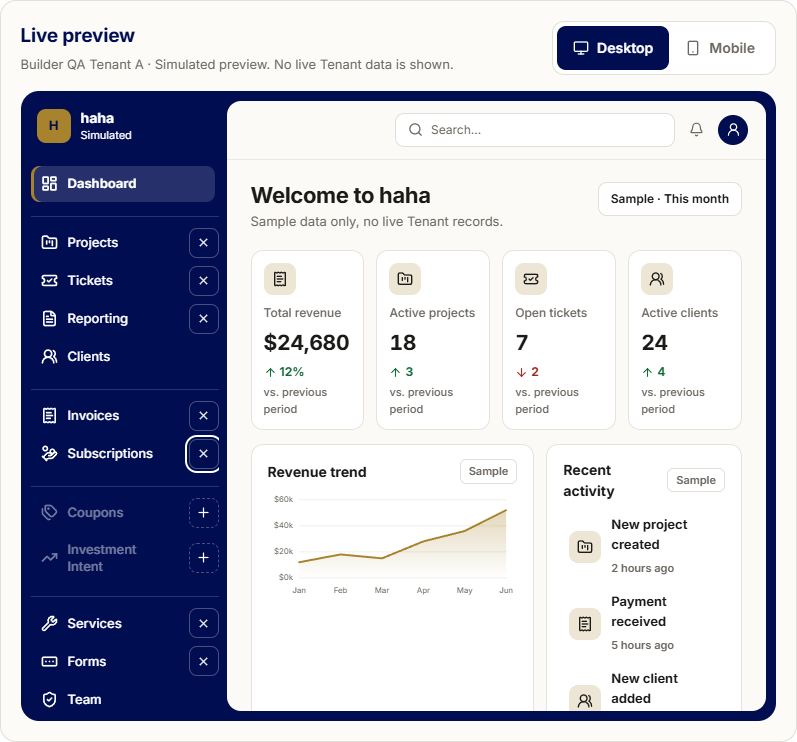 Live preview
Builder QA Tenant A · Simulated preview. No live Tenant data is shown.
Desktop
Mobile
H
haha
Simulated
Dashboard
Projects
Tickets
Reporting
Clients
Invoices
Subscriptions
Coupons
Investment
Intent
Services
Forms
Team
Search...
Welcome to haha
Sample data only, no live Tenant records.
Sample · This month
Total revenue
$24,680
12%
vs. previous
period
Active projects
18
3
vs. previous
period
Open tickets
7
2
vs. previous
period
Active clients
24
4
vs. previous
period
Revenue trend
Sample
$60k
$40k
$20k
$0k
Jan Feb Mar Apr May Jun
Recent
activity
Sample
New project
created
2 hours ago
Payment
received
5 hours ago
New client
added